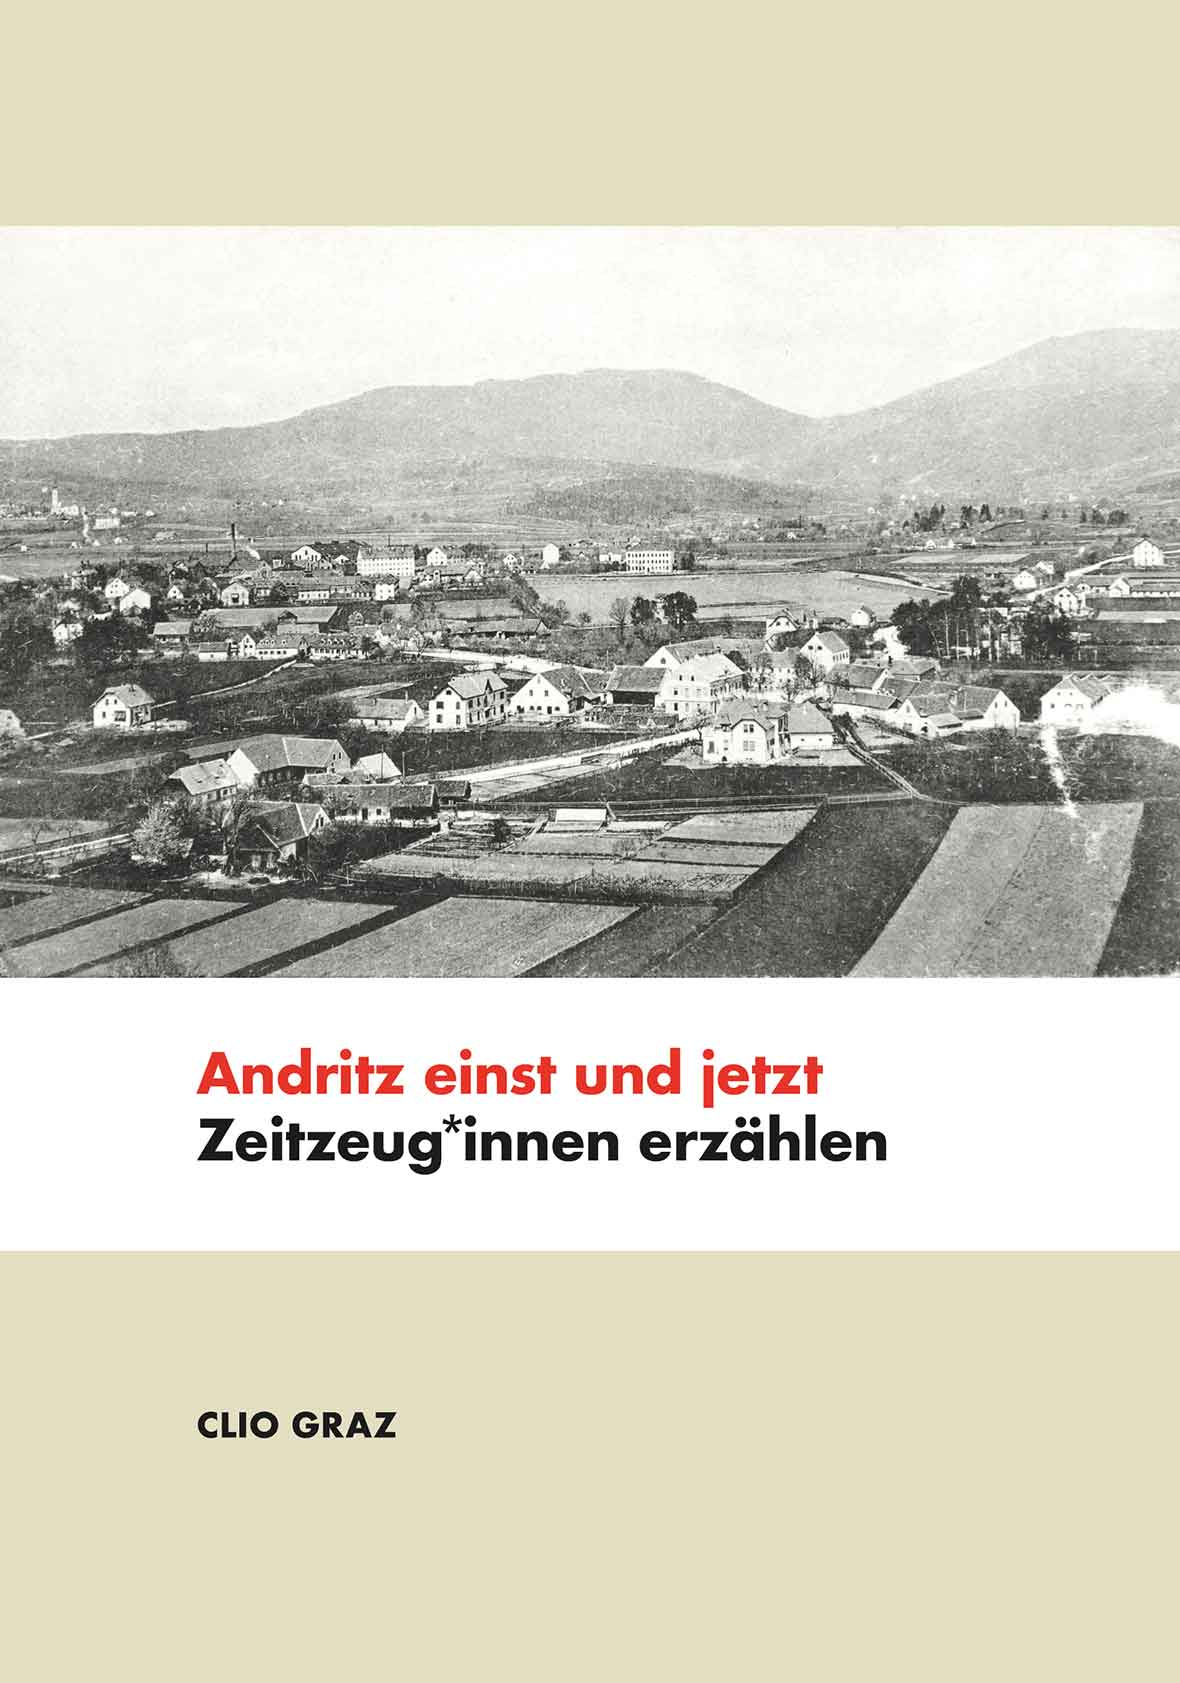 Andritz einst und jetzt
Zeitzeug*innen erzählen
CLIO GRAZ